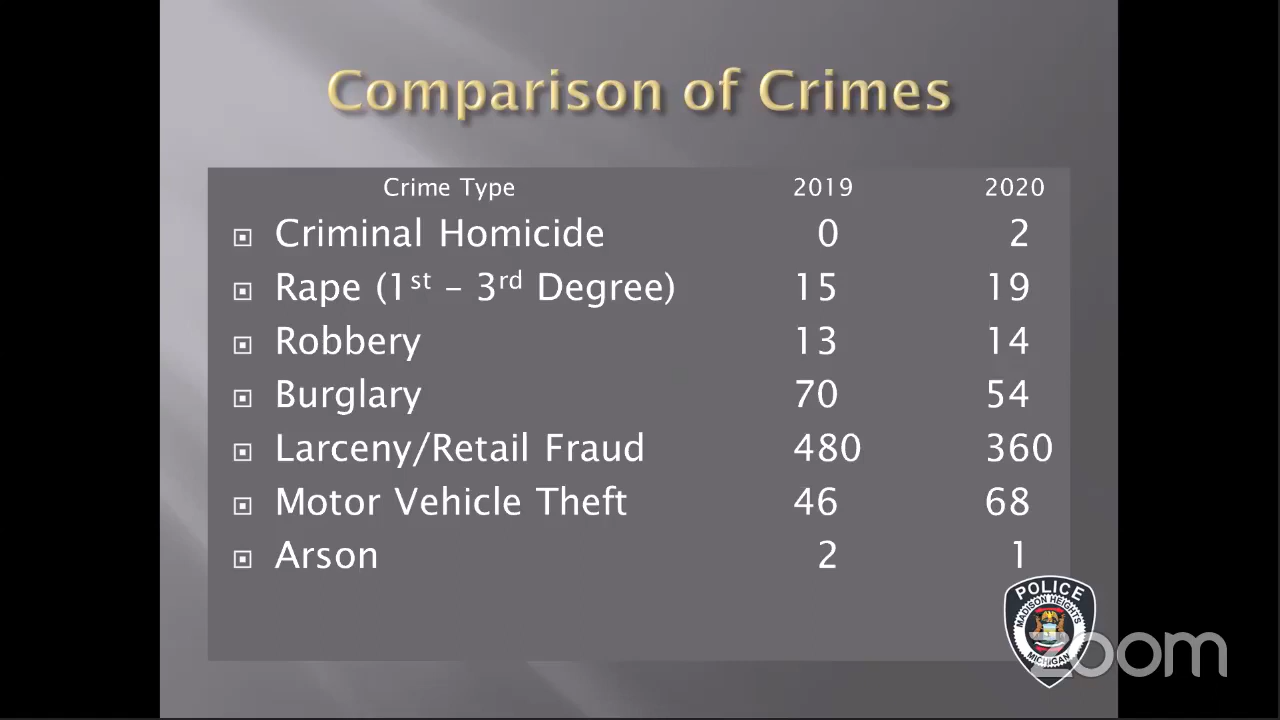 Comparison of Crimes
Crime Type 2019 2020
Criminal Homicide 0 2
Rape (1st – 3rd Degree) 15 19
Robbery 13 14
Burglary 70 54
Larceny/Retail Fraud 480 360
Motor Vehicle Theft 46 68
Arson 2 1
POLICE
MADISON HEIGHTS
MICHIGAN
zoom